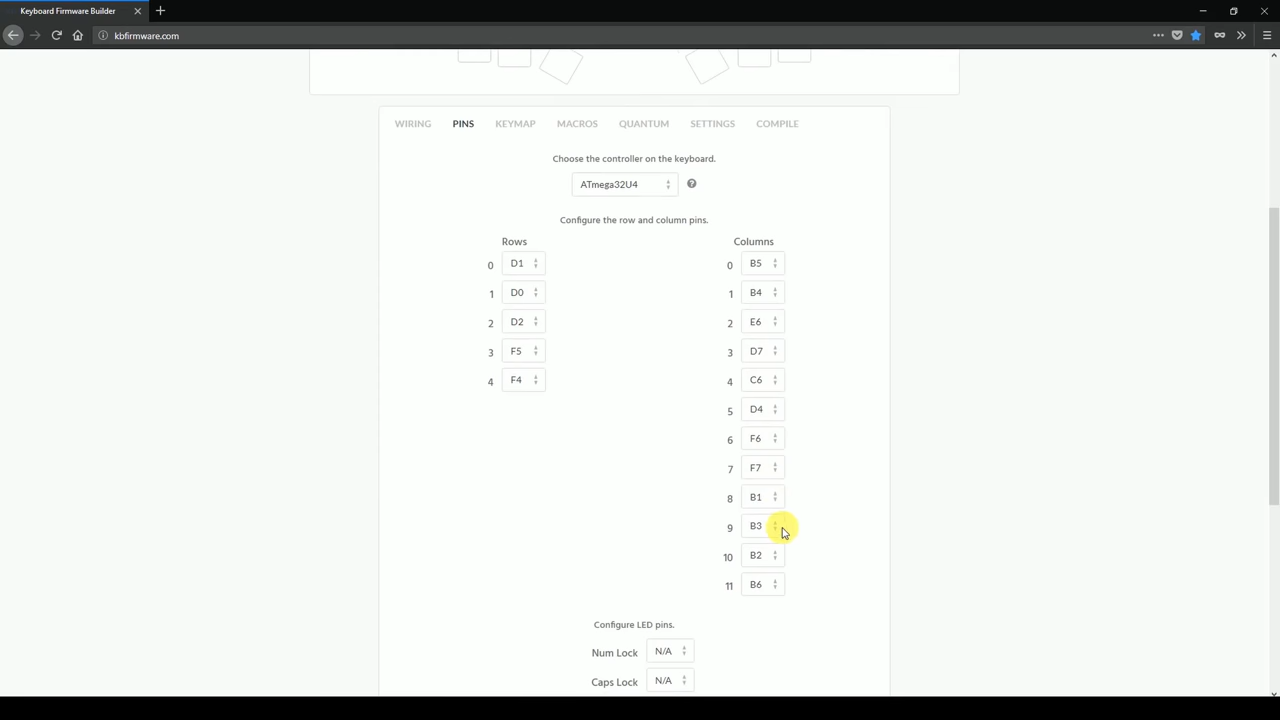 Keyboard Firmware Builder
kbfirmware.com
WIRING PINS KEYMAP MACROS QUANTUM SETTINGS COMPILE
Choose the controller on the keyboard.
ATmega32U4
Configure the row and column pins.
Rows Columns
0 D1 0 B5
1 D0 1 B4
2 D2 2 E6
3 F5 3 D7
4 F4 4 C6
5 D4
6 F6
7 F7
8 B1
9 B3
10 B2
11 B6
Configure LED pins.
Num Lock N/A
Caps Lock N/A